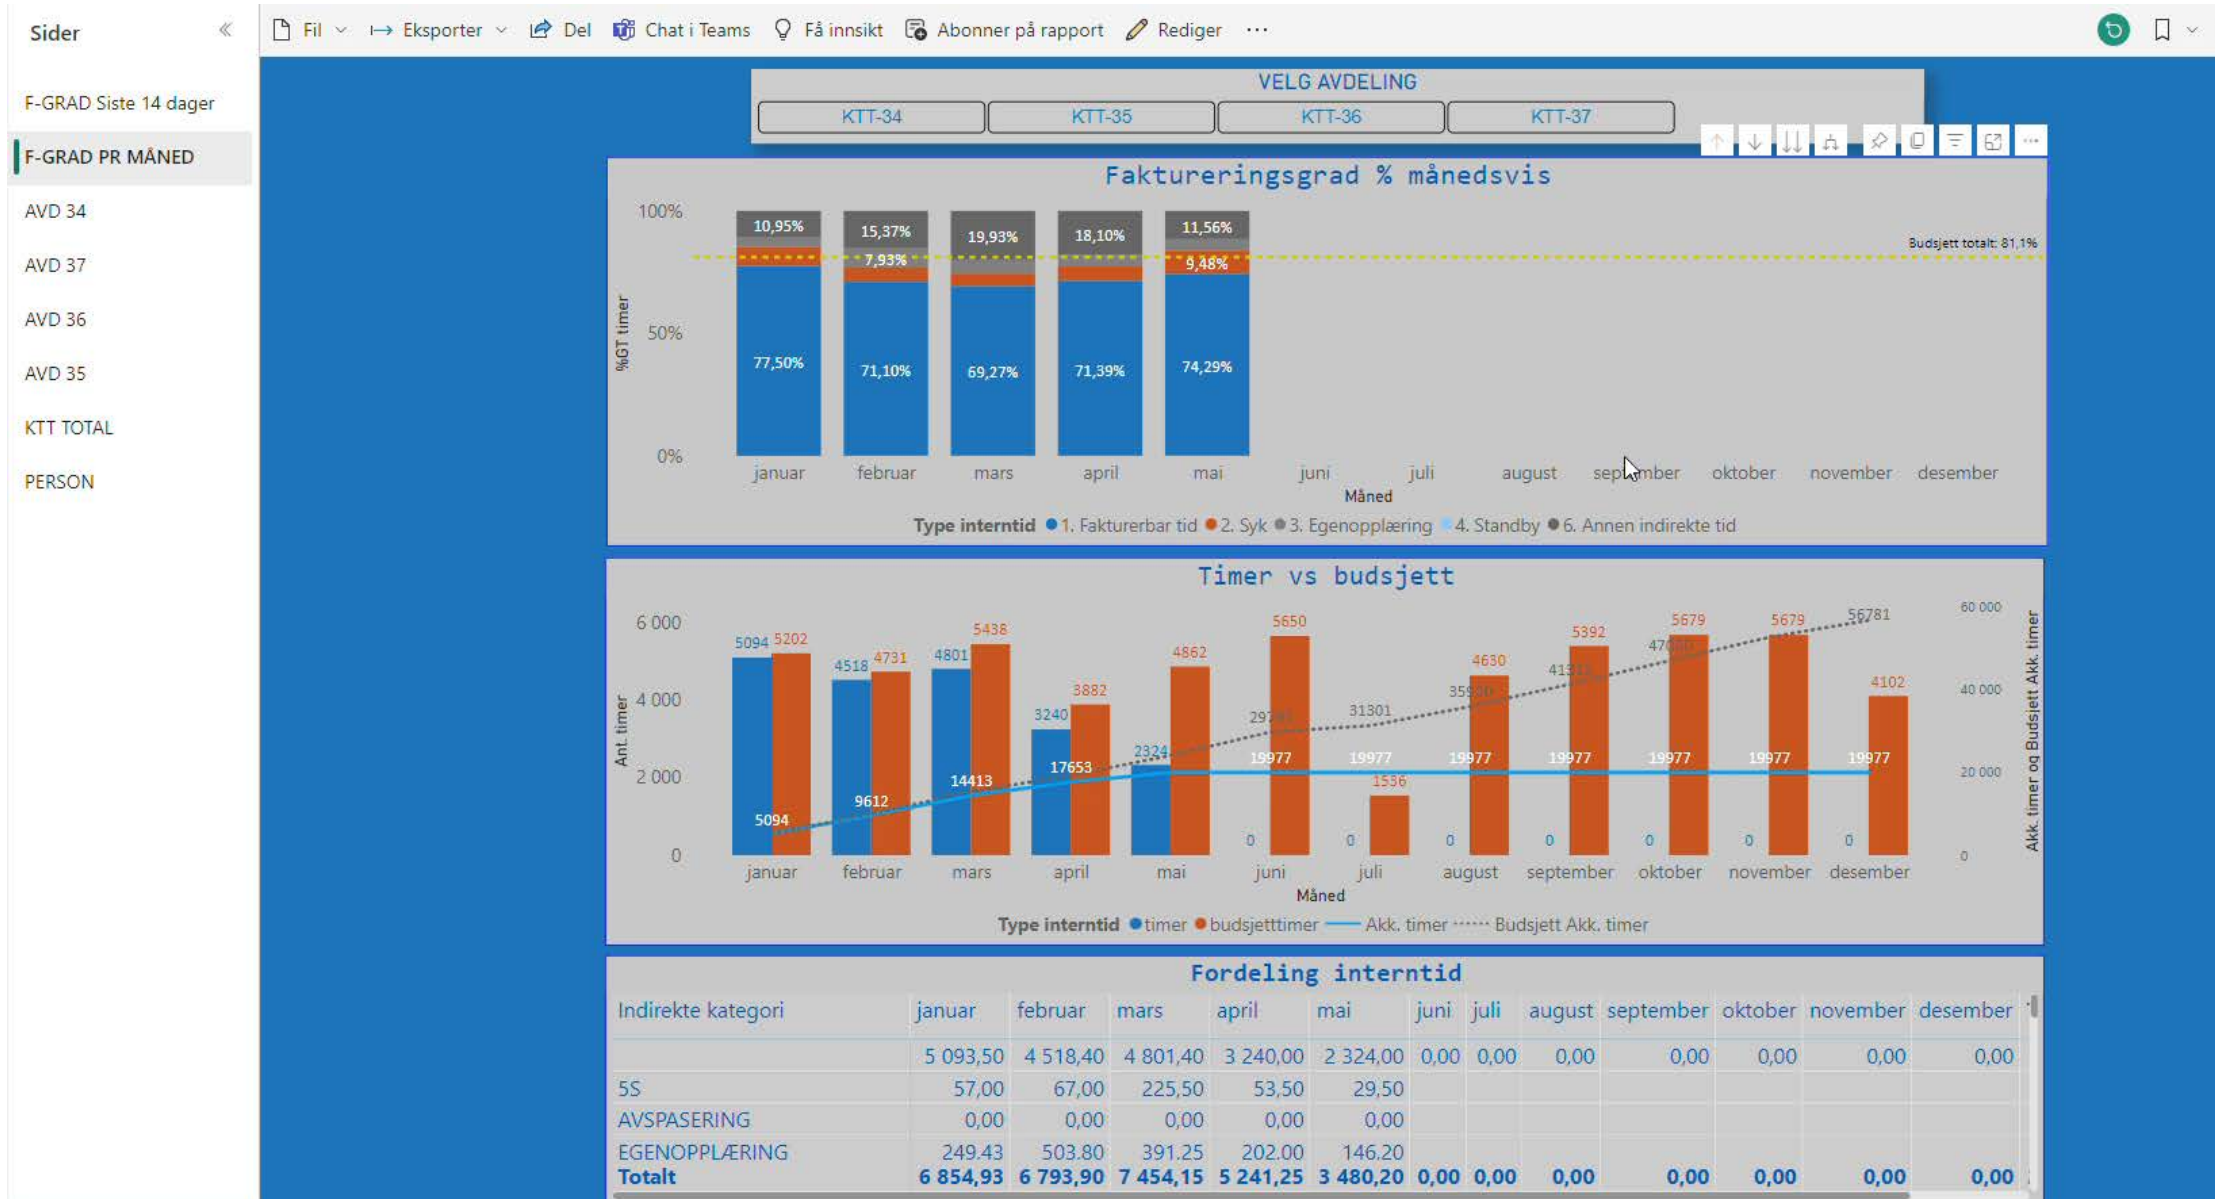 Sider
F-GRAD Siste 14 dager
F-GRAD PR MÅNED
AVD 34
AVD 37
AVD 36
AVD 35
KTT TOTAL
PERSON
Fil Eksporter Del Chat i Teams Få innsikt Abonner på rapport Rediger ...
VELG AVDELING
KTT-34 KTT-35 KTT-36 KTT-37
Faktureringsgrad % månedsvis
100% 50% 0%
%GT timer
10,95% 15,37% 19,93% 18,10% 11,56%
7,93% 9,48%
Budsjett totalt: 81,1%
77,50% 71,10% 69,27% 71,39% 74,29%
januar februar mars april mai juni juli august september oktober november desember
Måned
Type interntid 1. Fakturerbar tid 2. Syk 3. Egenopplæring 4. Standby 6. Annen indirekte tid
Timer vs budsjett
6 000 4 000 2 000 0
Ant. timer
5094 5202 4518 4731 4801 5438 3240 3882 2324 4862 5650 1536 4630 5392 5679 5679 4102
0 0 0 0 0 0 0
5094 9612 14413 17653 19977 19977 19977 19977 19977 19977 19977
31301 56781
60 000 40 000 20 000 0
Akk. timer og Budsjett Akk. timer
januar februar mars april mai juni juli august september oktober november desember
Måned
Type interntid timer budsjetttimer Akk. timer Budsjett Akk. timer
Fordeling interntid
Indirekte kategori januar februar mars april mai juni juli august september oktober november desember
5 093,50 4 518,40 4 801,40 3 240,00 2 324,00 0,00 0,00 0,00 0,00 0,00 0,00 0,00
5S 57,00 67,00 225,50 53,50 29,50
AVSPASERING 0,00 0,00 0,00 0,00 0,00
EGENOPPLÆRING 249.43 503.80 391.25 202.00 146.20
Totalt 6 854,93 6 793,90 7 454,15 5 241,25 3 480,20 0,00 0,00 0,00 0,00 0,00 0,00 0,00